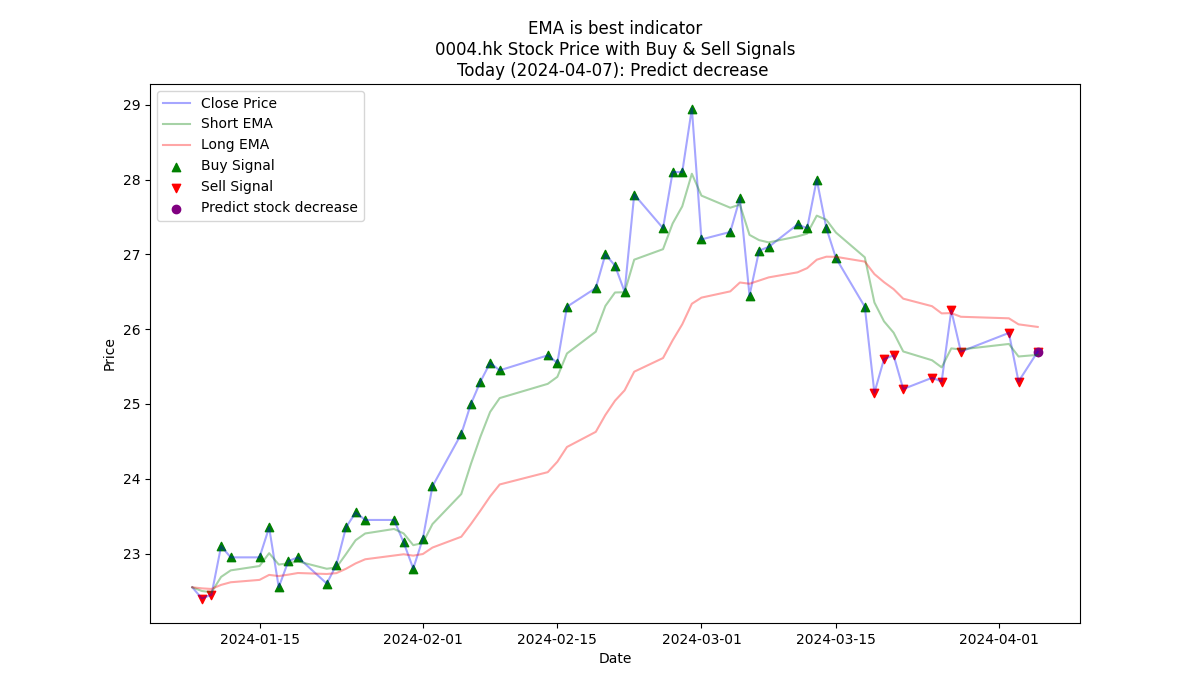 EMA is best indicator
0004.hk Stock Price with Buy & Sell Signals
Today (2024-04-07): Predict decrease
Close Price
Short EMA
Long EMA
Buy Signal
Sell Signal
Predict stock decrease
29
28
27
26
25
24
23
Price
2024-01-15
2024-02-01
2024-02-15
2024-03-01
2024-03-15
2024-04-01
Date